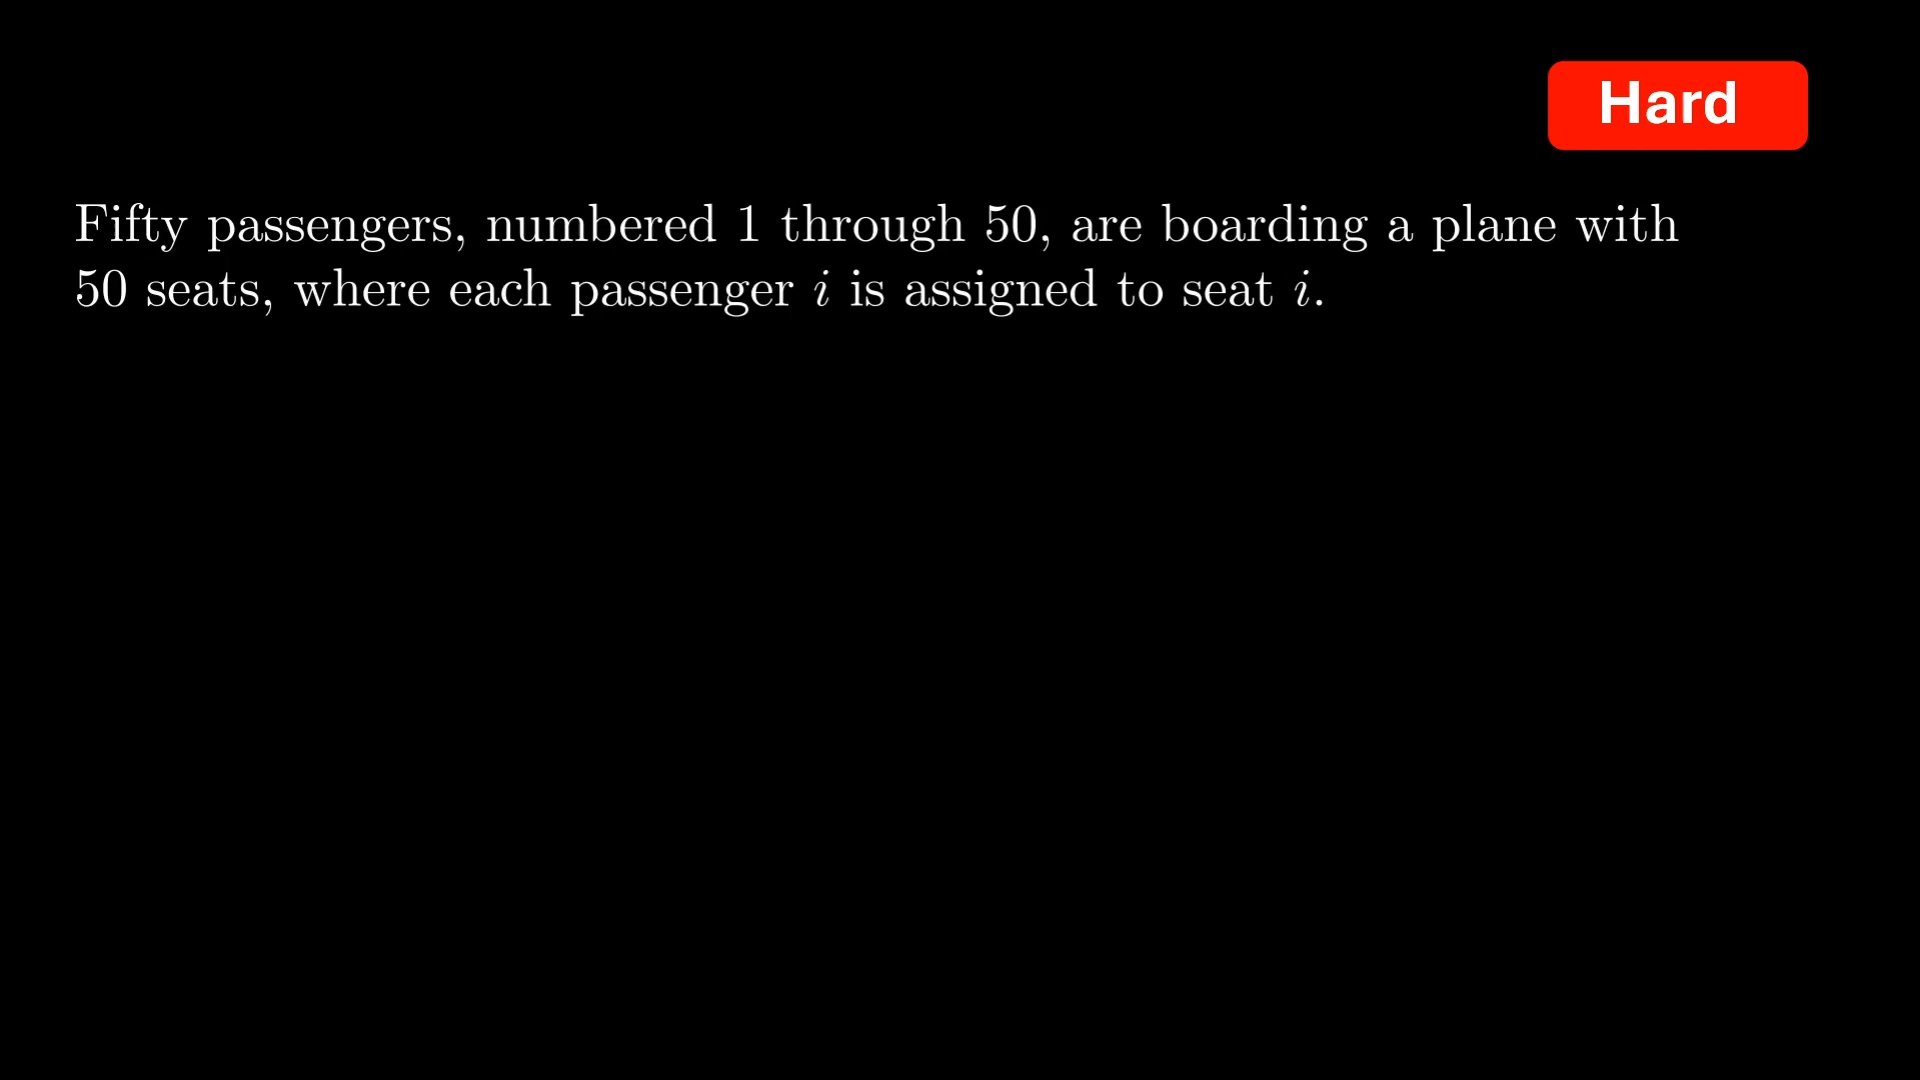 Hard
Fifty passengers, numbered 1 through 50, are boarding a plane with
50 seats, where each passenger i is assigned to seat i.